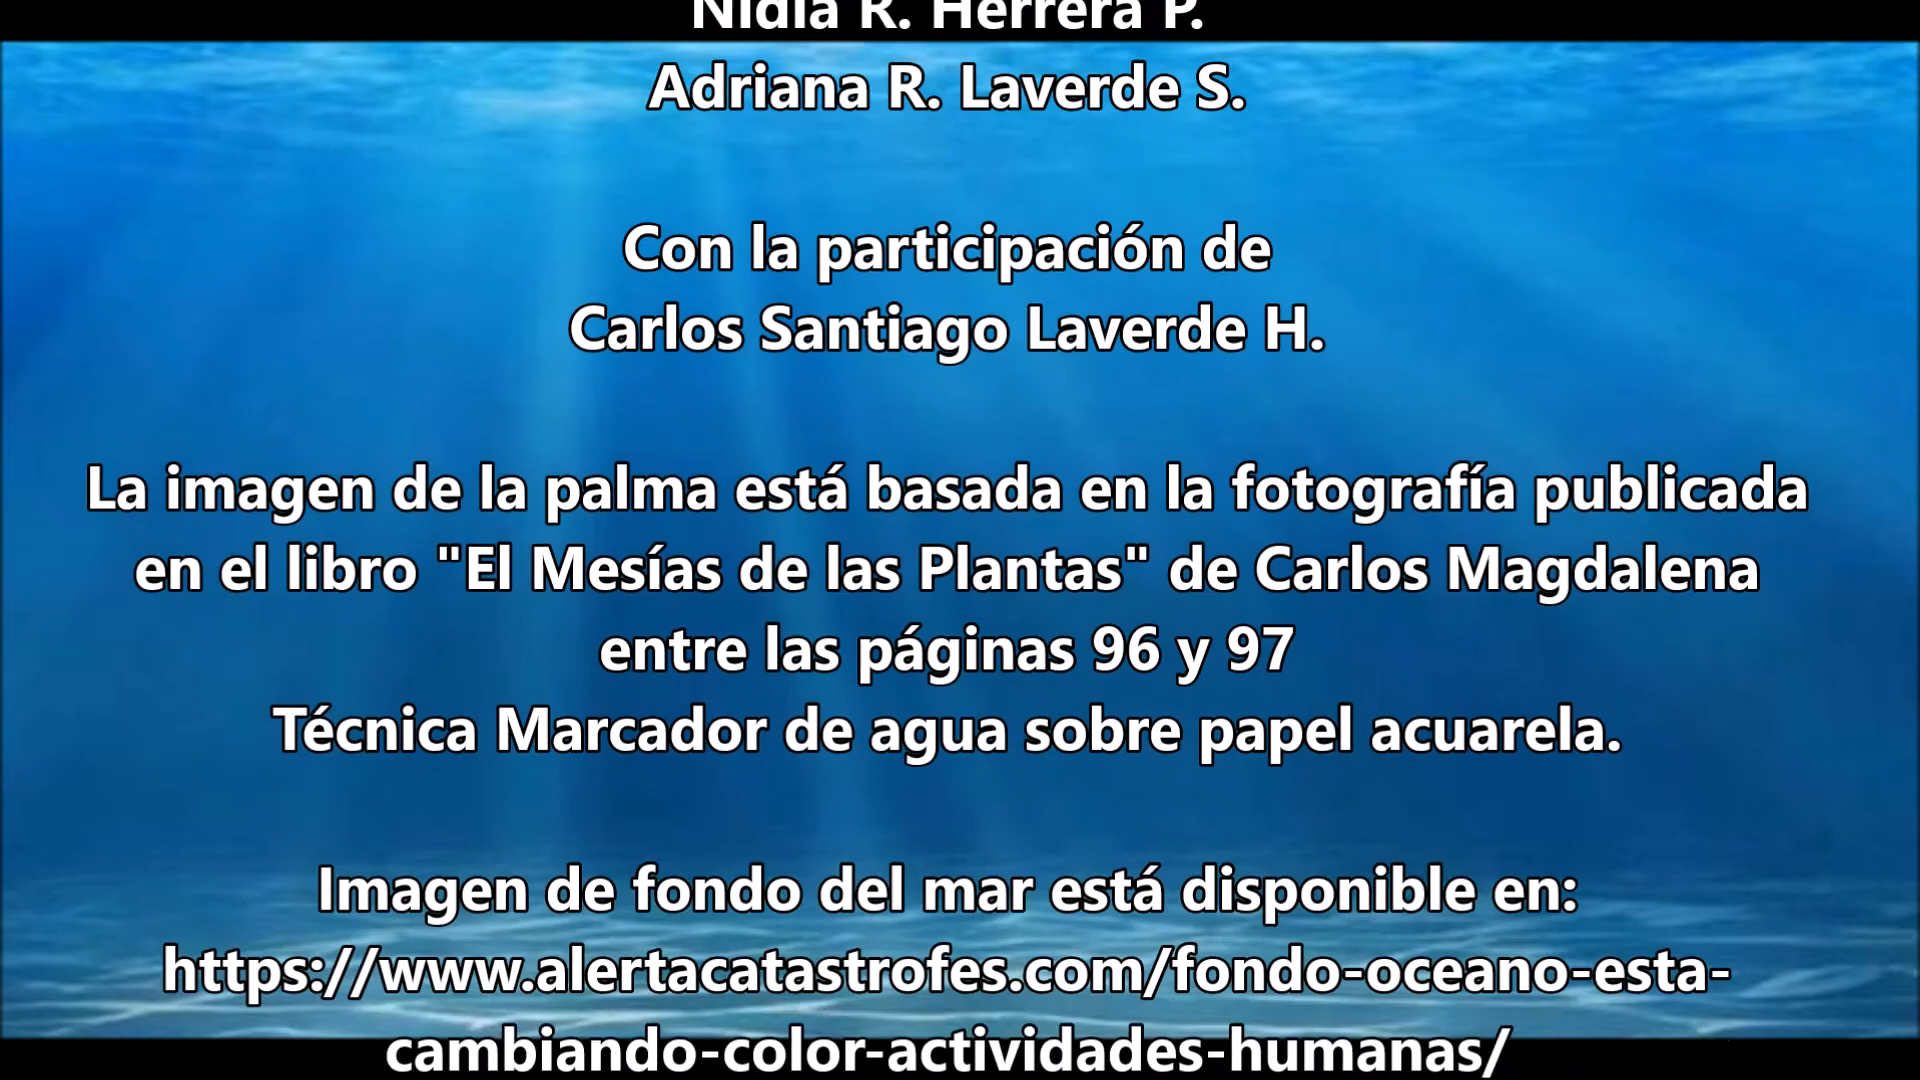 Nidia R. Herrera P.
Adriana R. Laverde S.
Con la participación de
Carlos Santiago Laverde H.
La imagen de la palma está basada en la fotografía publicada
en el libro "El Mesías de las Plantas" de Carlos Magdalena
entre las páginas 96 y 97
Técnica Marcador de agua sobre papel acuarela.
Imagen de fondo del mar está disponible en:
https://www.alertacatastrofes.com/fondo-oceano-esta-
cambiando-color-actividades-humanas/